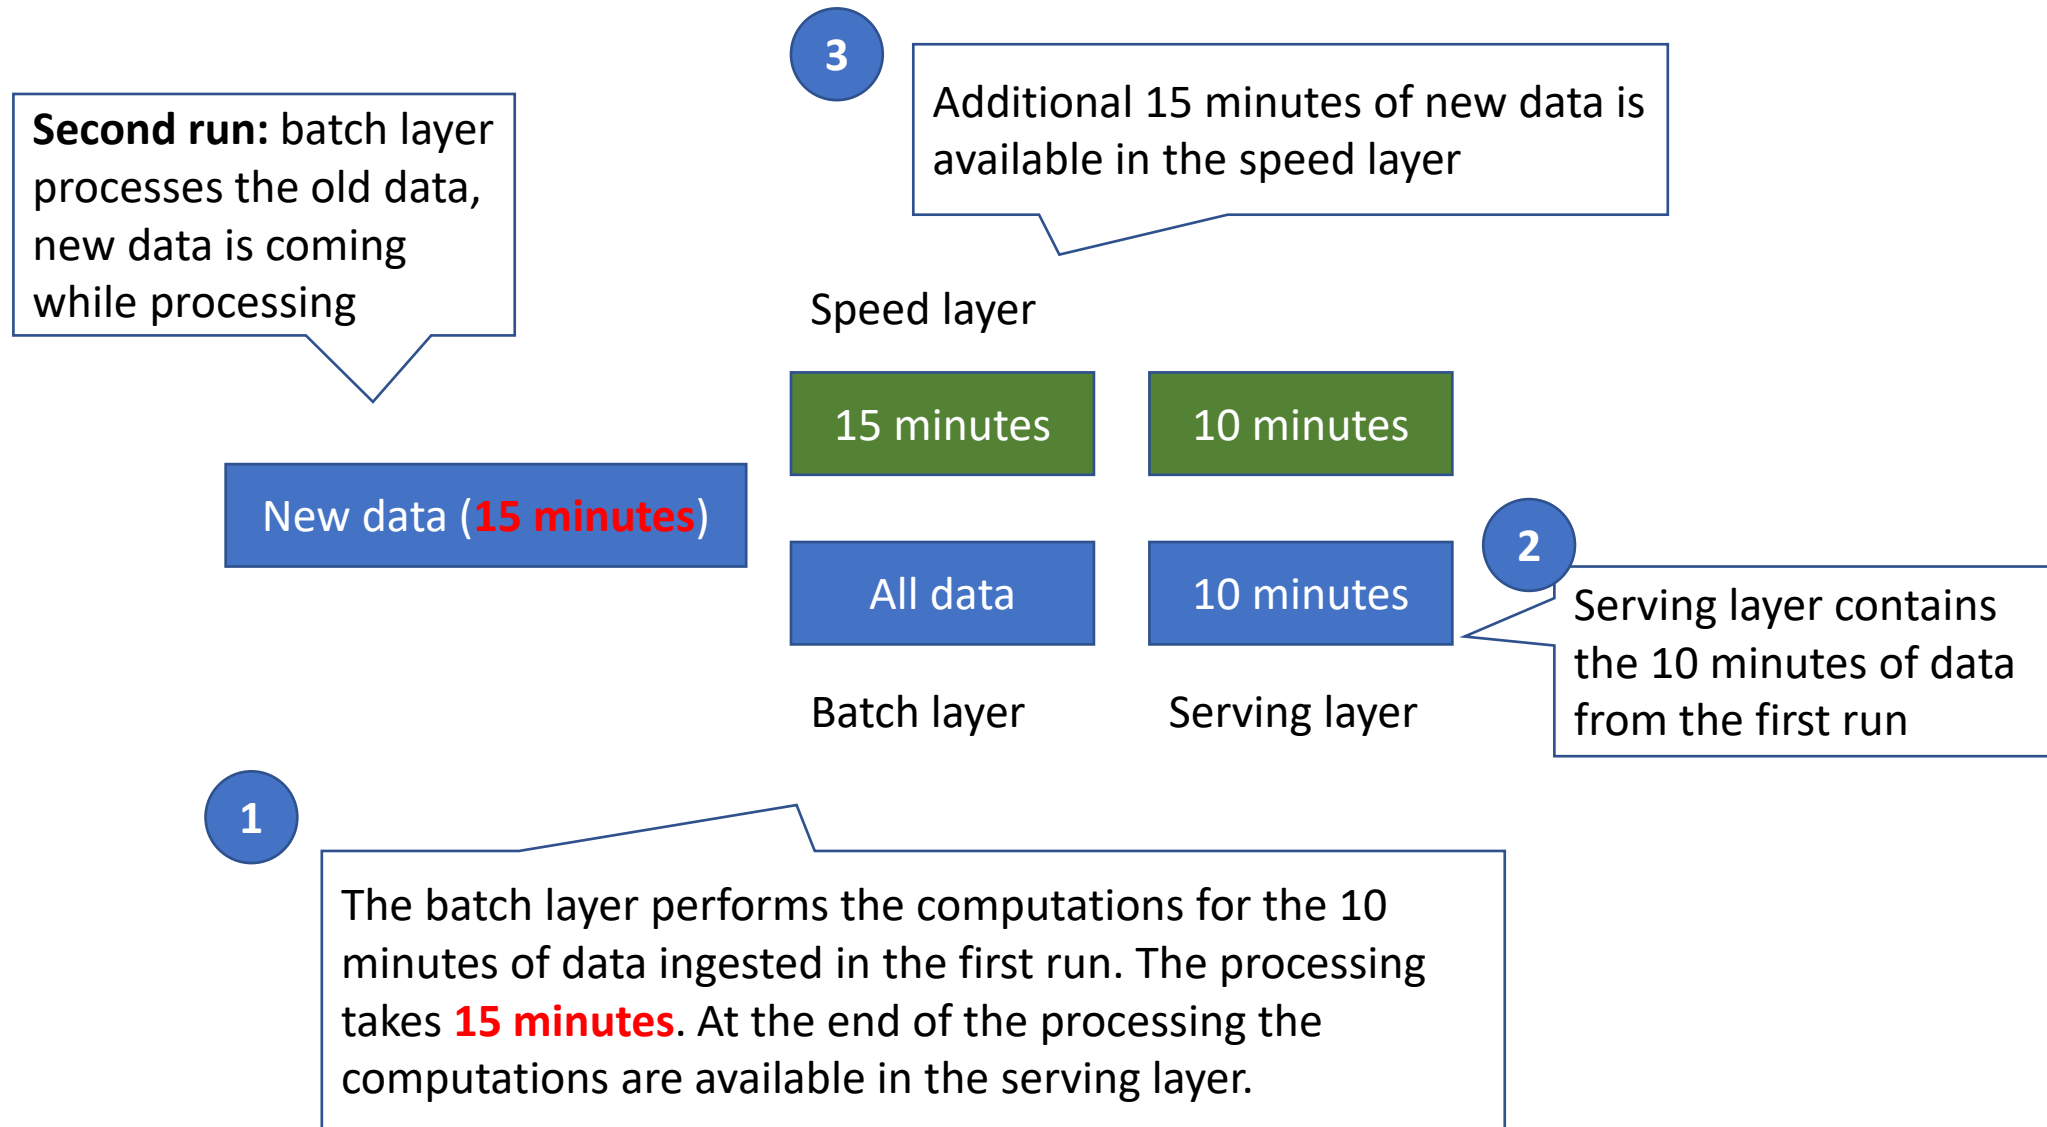 3
Additional 15 minutes of new data is
available in the speed layer
Second run: batch layer
processes the old data,
new data is coming
while processing
Speed layer
15 minutes
10 minutes
New data (15 minutes)
All data
10 minutes
2
Serving layer contains
the 10 minutes of data
from the first run
Batch layer
Serving layer
1
The batch layer performs the computations for the 10
minutes of data ingested in the first run. The processing
takes 15 minutes. At the end of the processing the
computations are available in the serving layer.